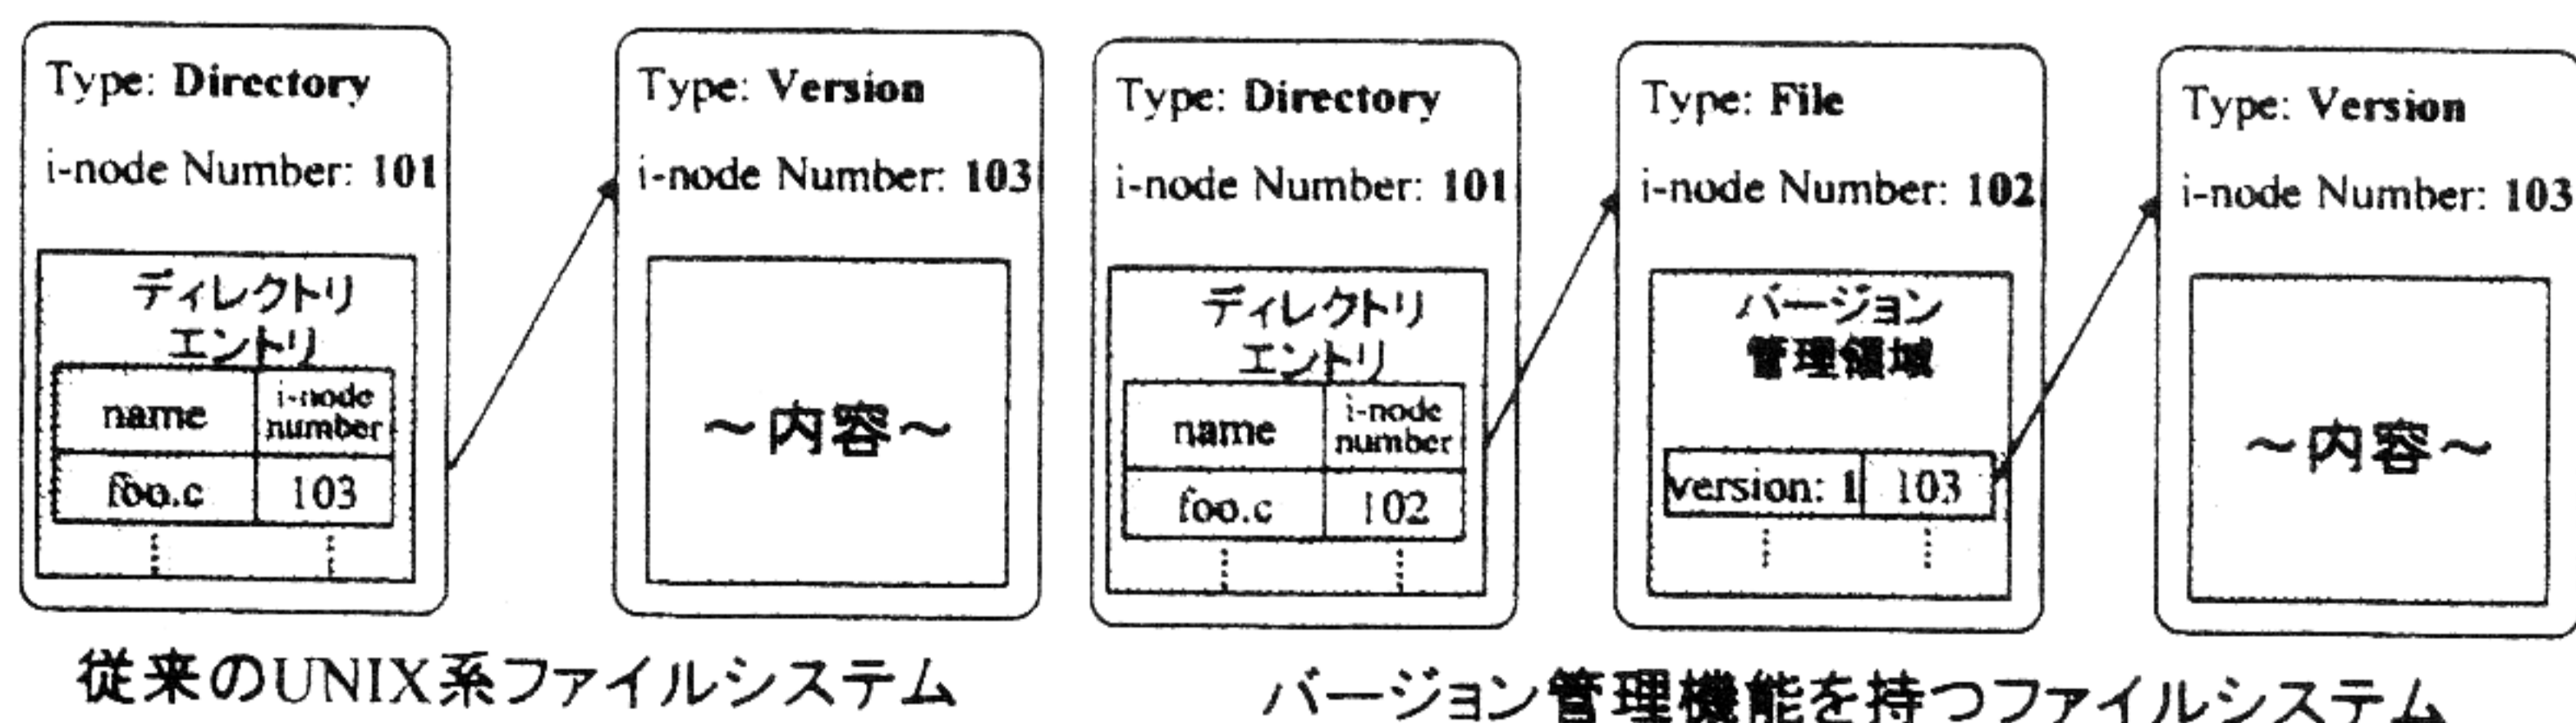 Type: Directory
i-node Number: 101
ディレクトリ
エントリ
name
i-node
number
foo.c
103
Type: Version
i-node Number: 103
～内容～
従来のUNIX系ファイルシステム
Type: Directory
i-node Number: 101
ディレクトリ
エントリ
name
i-node
number
foo.c
102
Type: File
i-node Number: 102
バージョン
管理領域
version: 1
103
Type: Version
i-node Number: 103
～内容～
バージョン管理機能を持つファイルシステム